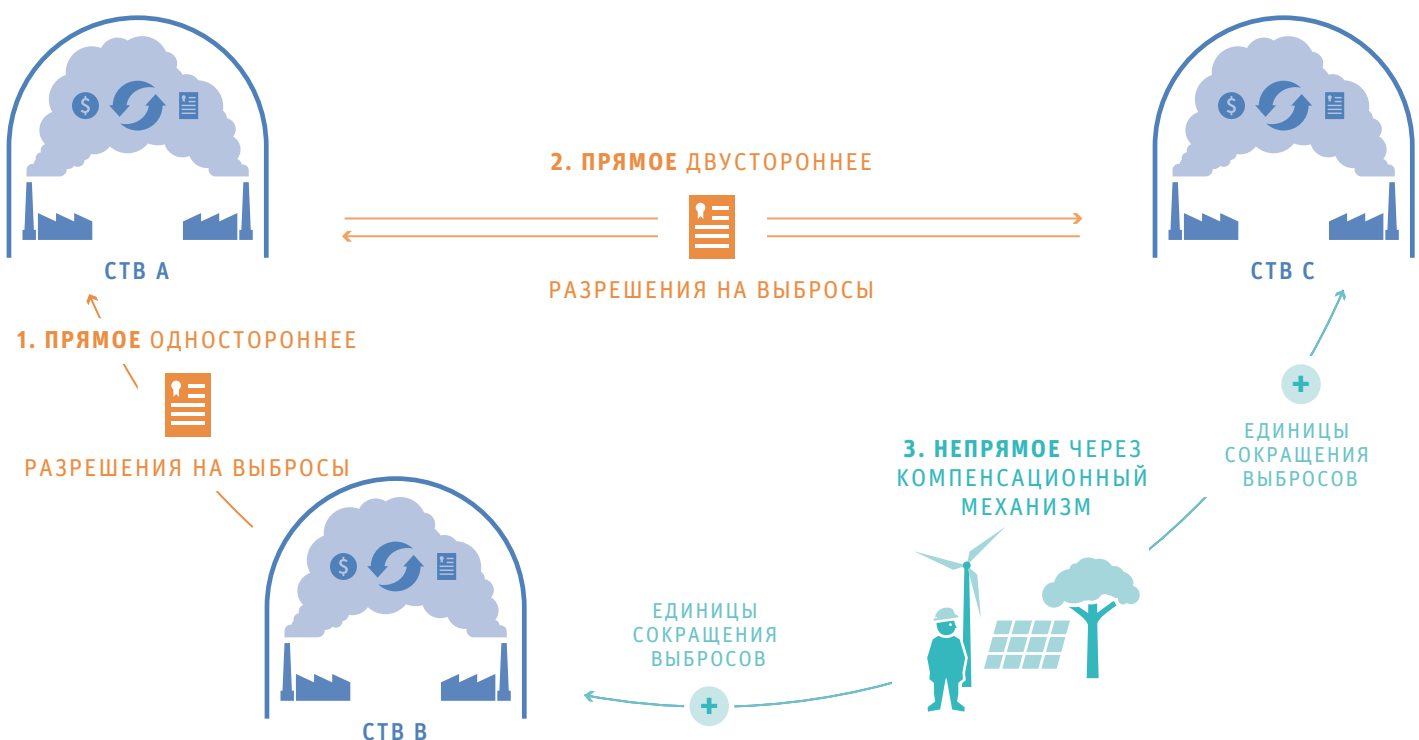 2. ПРЯМОЕ ДВУСТОРОННЕЕ
РАЗРЕШЕНИЯ НА ВЫБРОСЫ
СТВ А
СТВ С
1. ПРЯМОЕ ОДНОСТОРОННЕЕ
РАЗРЕШЕНИЯ НА ВЫБРОСЫ
3. НЕПРЯМОЕ ЧЕРЕЗ
КОМПЕНСАЦИОННЫЙ
МЕХАНИЗМ
ЕДИНИЦЫ
СОКРАЩЕНИЯ
ВЫБРОСОВ
ЕДИНИЦЫ
СОКРАЩЕНИЯ
ВЫБРОСОВ
СТВ В